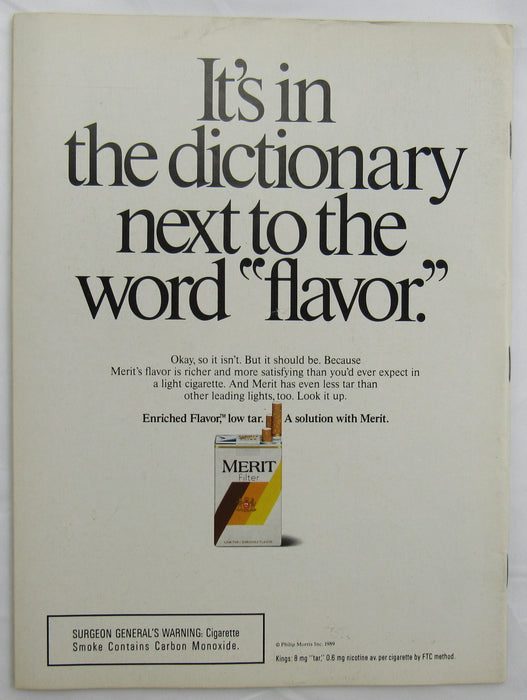 It's in
the dictionary
next to the
word “flavor.”
Okay, so it isn't. But it should be. Because
Merit's flavor is richer and more satisfying than you'd ever expect in
a light cigarette. And Merit has even less tar than
other leading lights, too. Look it up.
Enriched Flavor,™ low tar. A solution with Merit.
MERIT
Filter
LOW TAR / ENRICHED FLAVOR
SURGEON GENERAL'S WARNING: Cigarette
Smoke Contains Carbon Monoxide.
© Philip Morris Inc. 1989
Kings: 8 mg "tar," 0.6 mg nicotine av. per cigarette by FTC method.